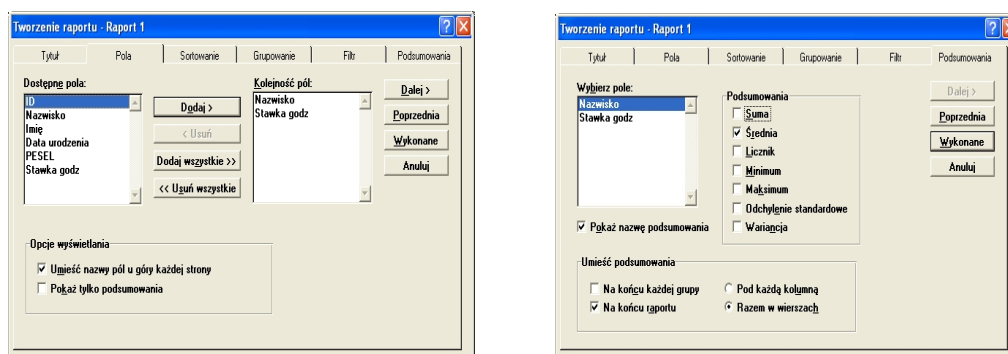 Tworzenie raportu - Raport 1
Tytuł Pola Sortowanie Grupowanie Filtr Podsumowania
Dostępne pola:
ID
Nazwisko
Imię
Data urodzenia
PESEL
Stawka godz
Dodaj >
< Usuń
Dodaj wszystkie >>
<< Usuń wszystkie
Kolejność pól:
Nazwisko
Stawka godz
Dalej >
Poprzednia
Wykonane
Anuluj
Opcje wyświetlania
Umieść nazwy pól u góry każdej strony
Pokaż tylko podsumowania
Tworzenie raportu - Raport 1
Tytuł Pola Sortowanie Grupowanie Filtr Podsumowania
Wybierz pole:
Nazwisko
Stawka godz
Pokaż nazwę podsumowania
Podsumowania
Suma
Średnia
Licznik
Minimum
Maksimum
Odchylenie standardowe
Wariancja
Dalej >
Poprzednia
Wykonane
Anuluj
Umieść podsumowania
Na końcu każdej grupy
Na końcu raportu
Pod każdą kolumną
Razem w wierszach